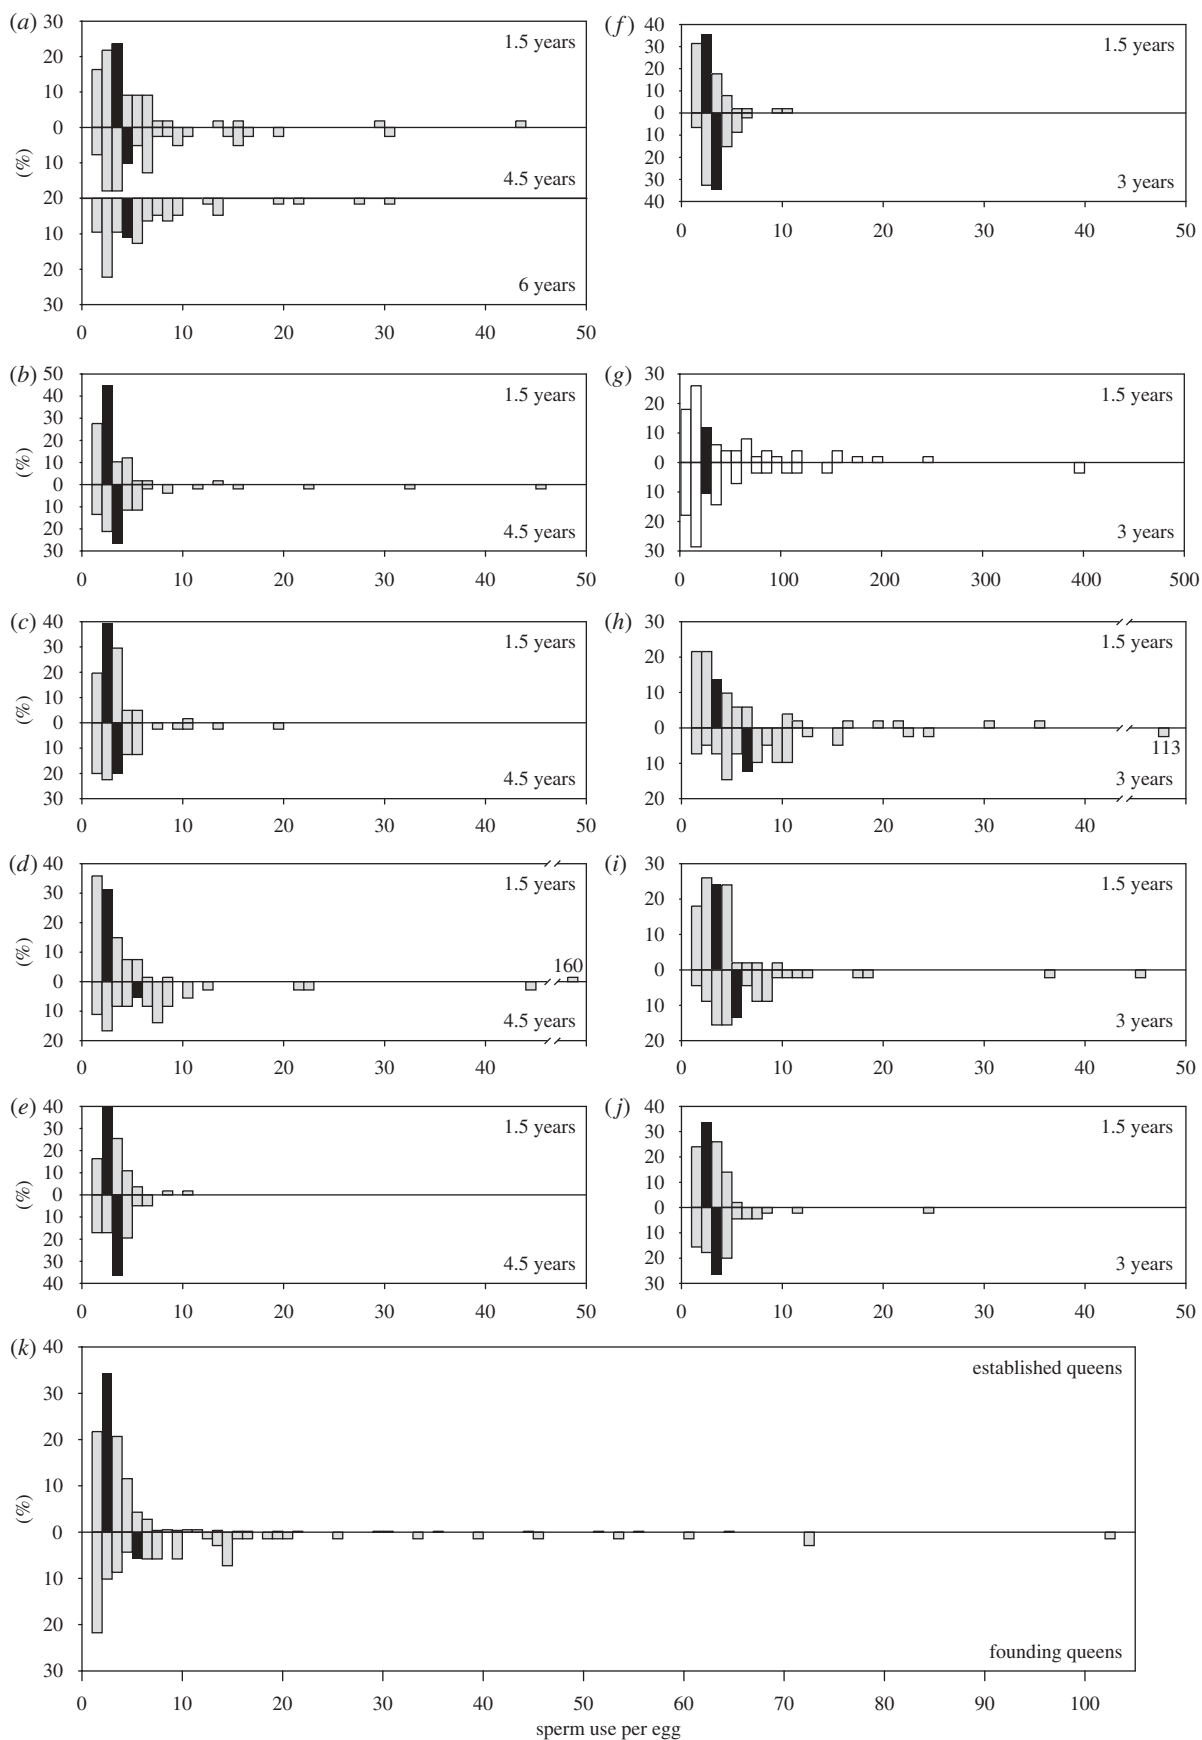 (a) 30
20
10
0
10
20
10
20
30
(%)
1.5 years
4.5 years
6 years
0 10 20 30 40 50
(f) 40
30
20
10
0
10
20
30
40
1.5 years
3 years
0 10 20 30 40 50
(b) 50
40
30
20
10
0
10
20
30
(%)
1.5 years
4.5 years
0 10 20 30 40 50
(g) 30
20
10
0
10
20
30
1.5 years
3 years
0 100 200 300 400 500
(c) 40
30
20
10
0
10
20
30
(%)
1.5 years
4.5 years
0 10 20 30 40 50
(h) 30
20
10
0
10
20
1.5 years
113
3 years
0 10 20 30 40
(d) 40
30
20
10
0
10
20
(%)
1.5 years
160
4.5 years
0 10 20 30 40
(i) 30
20
10
0
10
20
1.5 years
3 years
0 10 20 30 40 50
(e) 40
30
20
10
0
10
20
30
40
(%)
1.5 years
4.5 years
0 10 20 30 40 50
(j) 40
30
20
10
0
10
20
30
1.5 years
3 years
0 10 20 30 40 50
(k) 40
30
20
10
0
10
20
30
(%)
established queens
founding queens
0 10 20 30 40 50 60 70 80 90 100
sperm use per egg